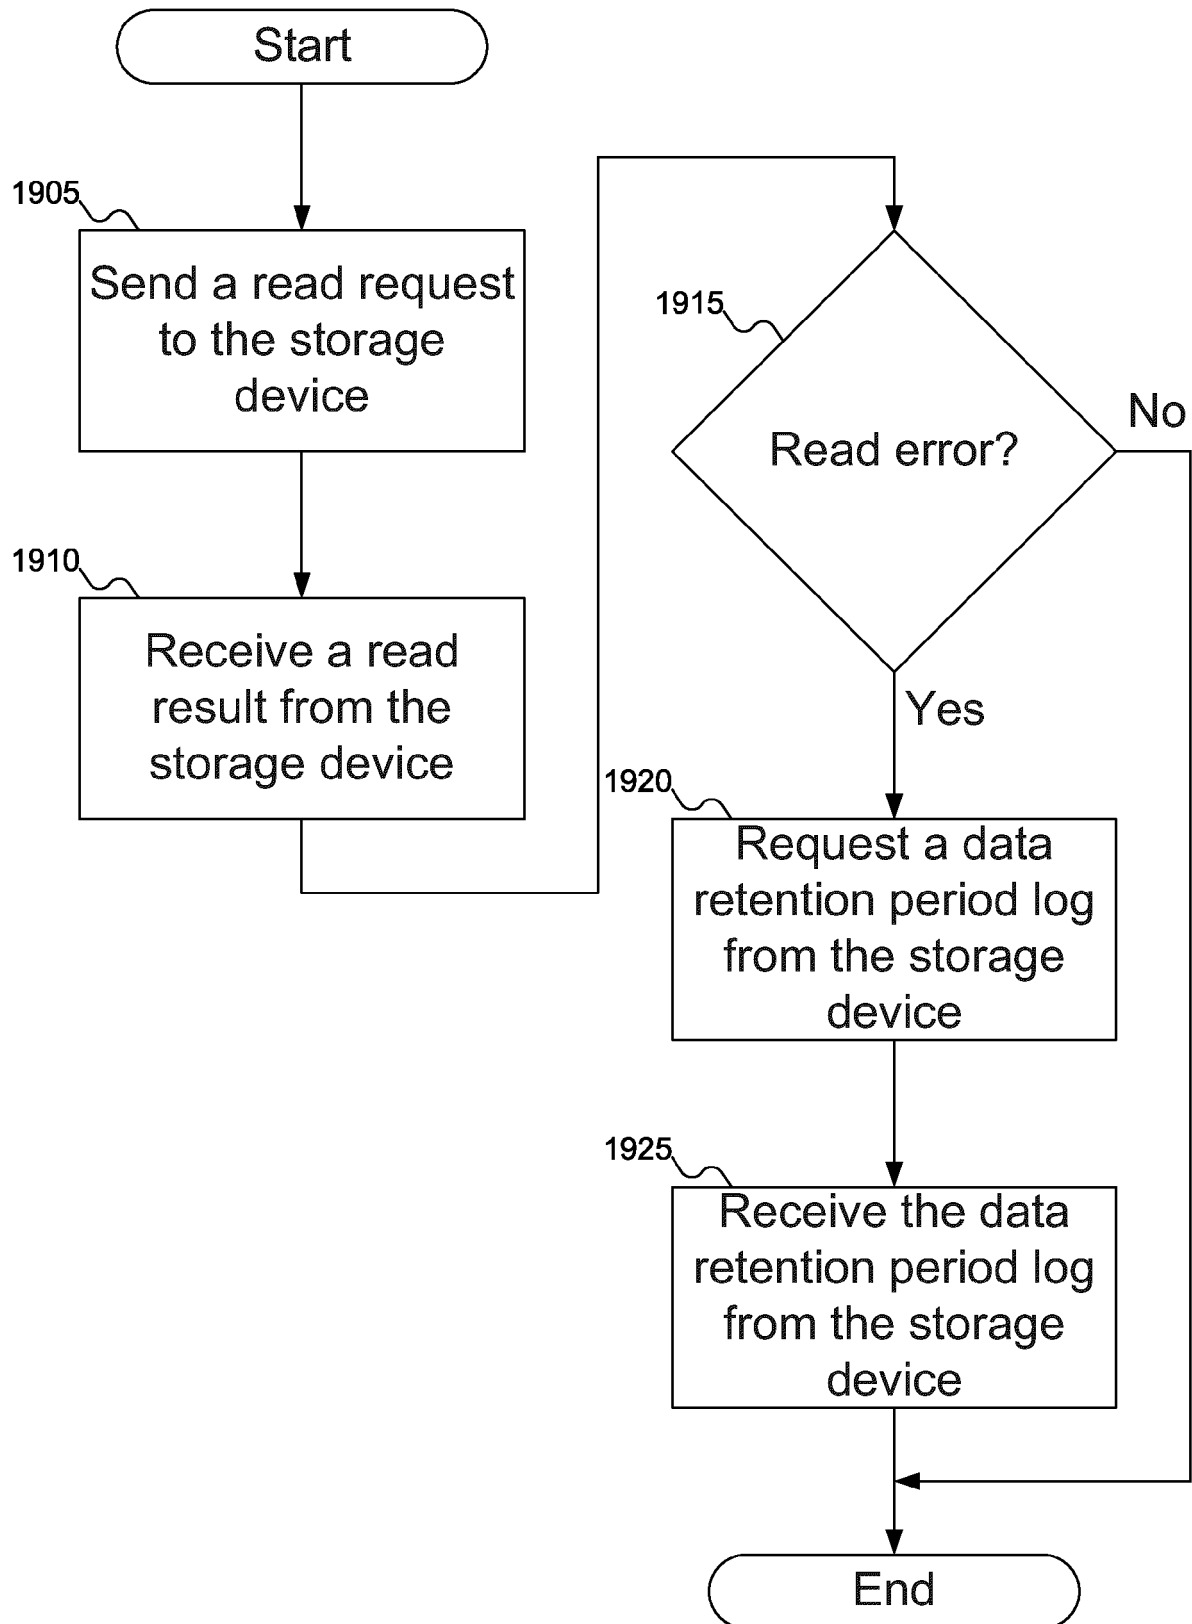 Start
1905
Send a read request
to the storage
device
1910
Receive a read
result from the
storage device
1915
Read error?
No
Yes
1920
Request a data
retention period log
from the storage
device
1925
Receive the data
retention period log
from the storage
device
End